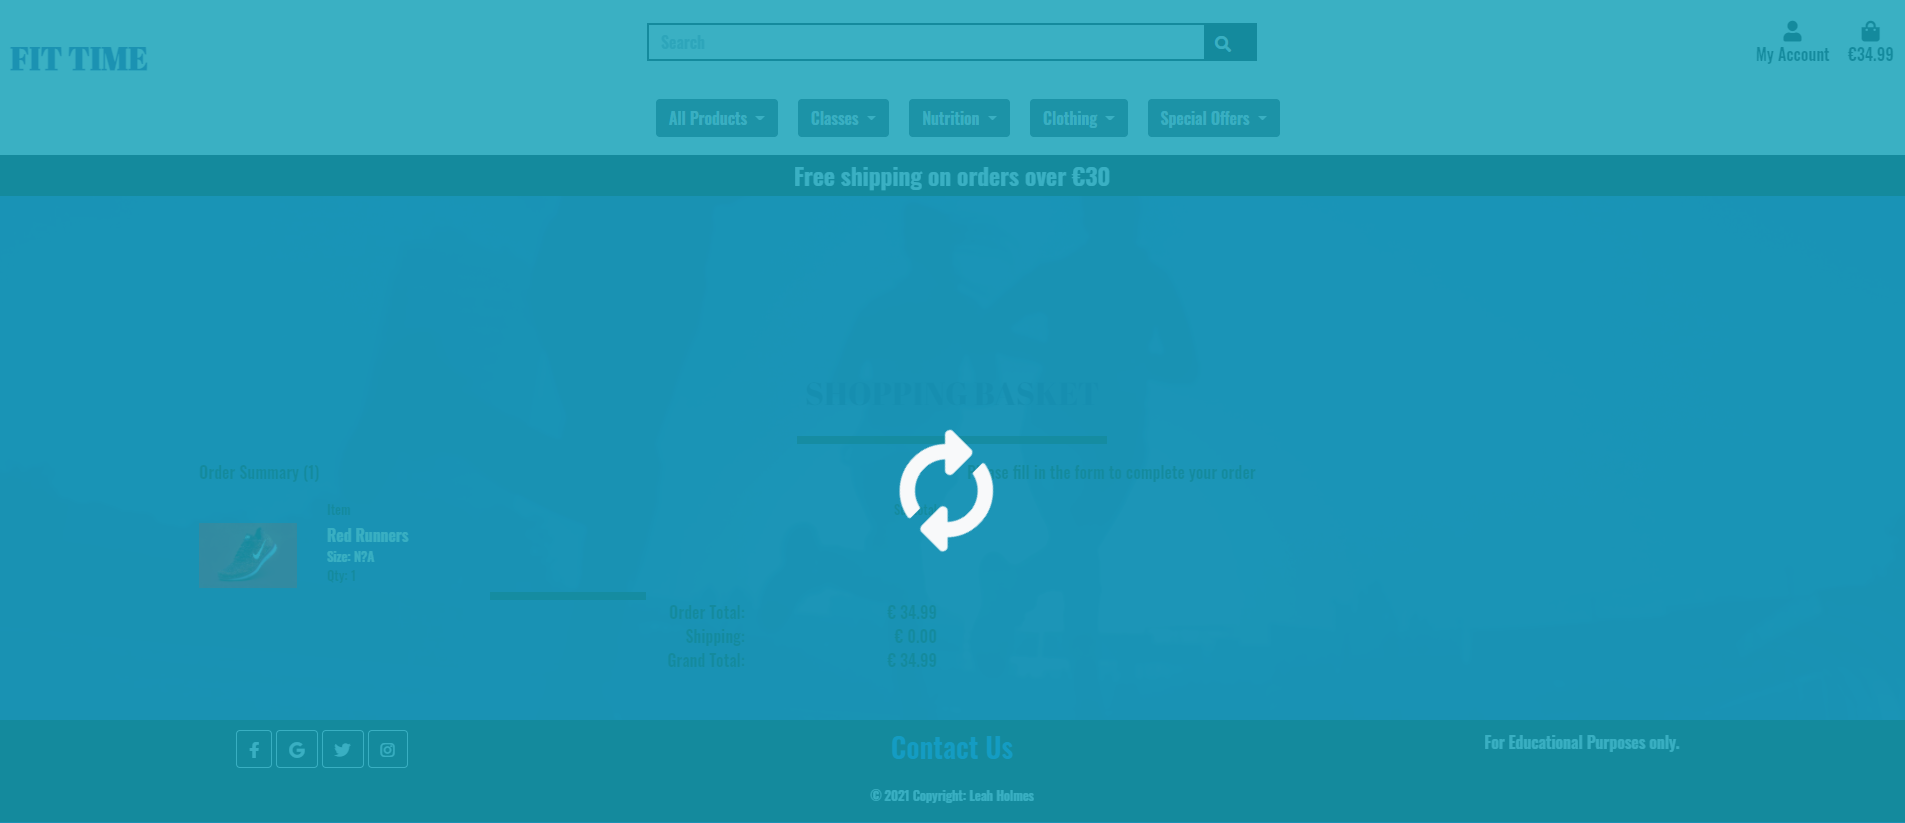 FIT TIME
Search
My Account
€34.99
All Products
Classes
Nutrition
Clothing
Special Offers
Free shipping on orders over €30
SHOPPING BASKET
Order Summary (1)
fill in the form to complete your order
Item
Red Runners
Size: N?A
Qty: 1
Order Total: € 34.99
Shipping: € 0.00
Grand Total: € 34.99
Contact Us
For Educational Purposes only.
© 2021 Copyright: Leah Holmes